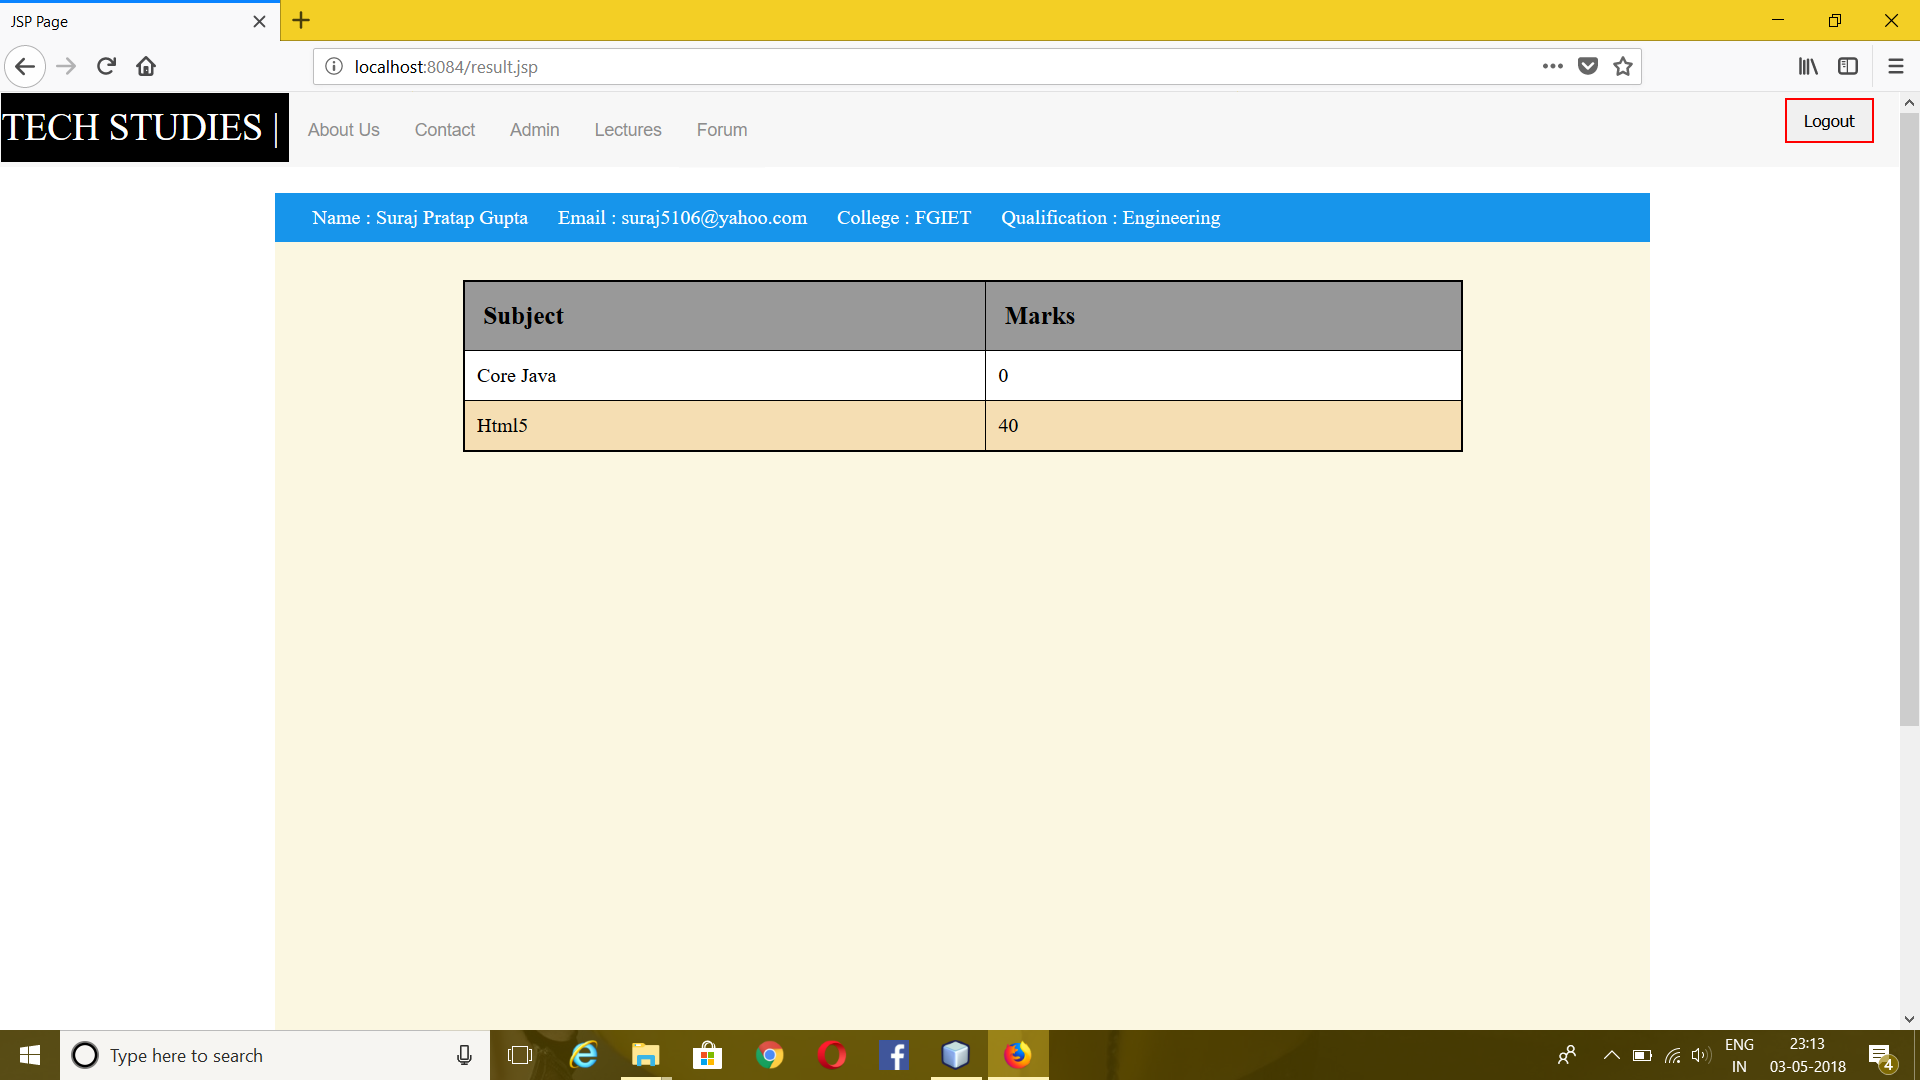 JSP Page
localhost:8084/result.jsp
TECH STUDIES | About Us Contact Admin Lectures Forum Logout
Name : Suraj Pratap Gupta Email : suraj5106@yahoo.com College : FGIET Qualification : Engineering
Subject Marks
Core Java 0
Html5 40
Type here to search
ENG 23:13
IN 03-05-2018 4